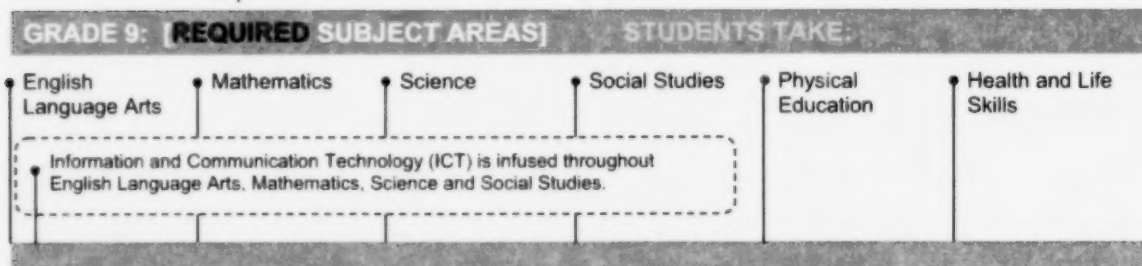 GRADE 9: [REQUIRED SUBJECT AREAS] STUDENTS TAKE:
English
Language Arts
Mathematics
Science
Social Studies
Physical
Education
Health and Life
Skills
Information and Communication Technology (ICT) is infused throughout
English Language Arts, Mathematics, Science and Social Studies.